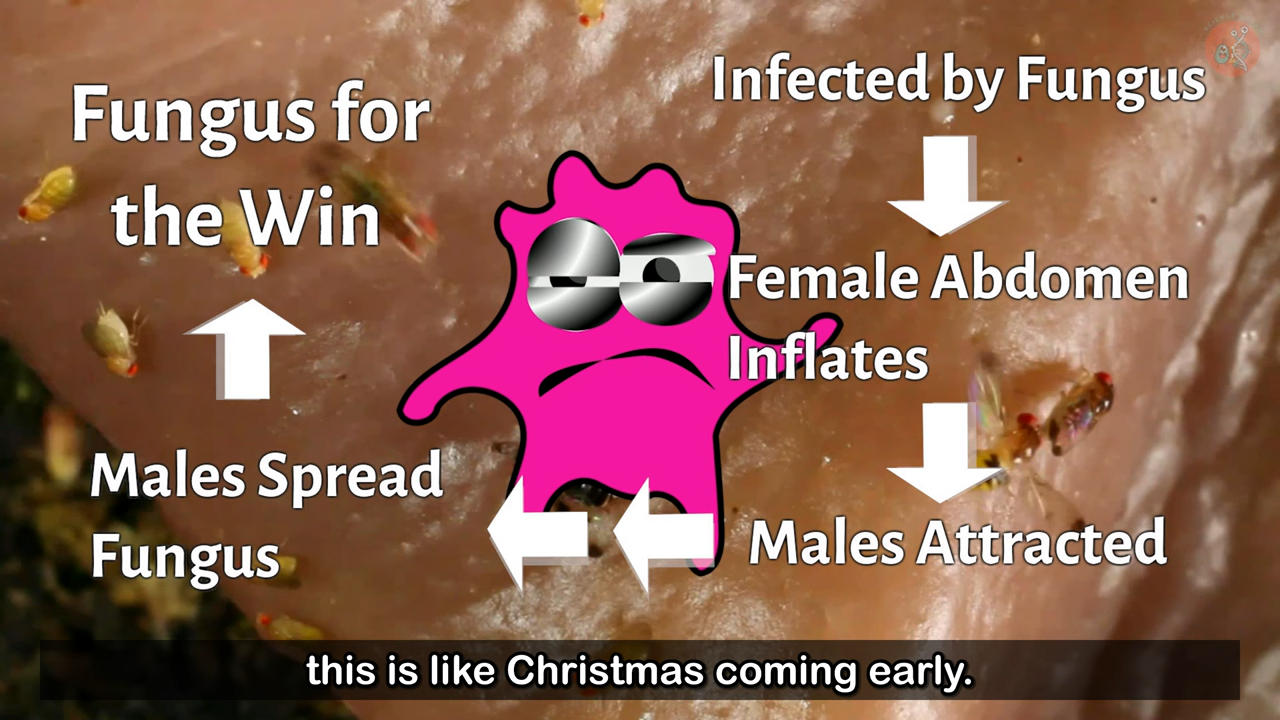 Fungus for
the Win
Infected by Fungus
Female Abdomen
Inflates
Males Attracted
Males Spread
Fungus
this is like Christmas coming early.